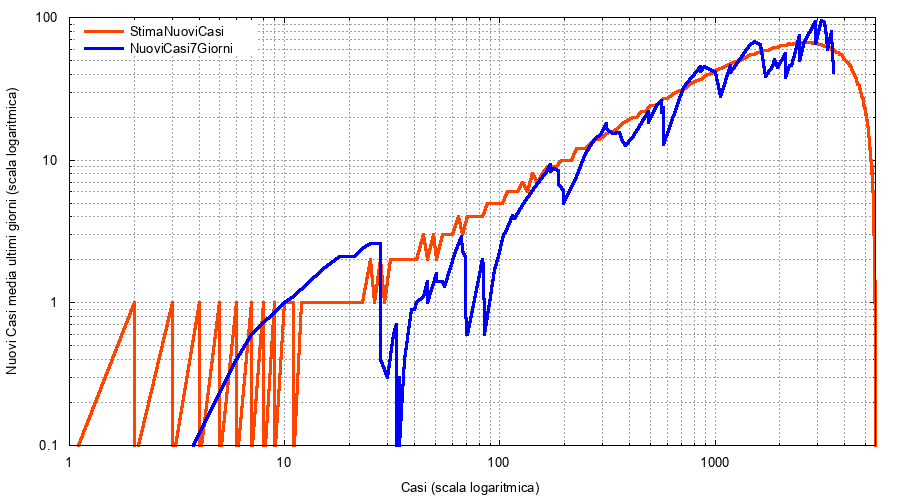 100
StimaNuoviCasi
NuoviCasi7Giorni
Nuovi Casi media ultimi giorni (scala logaritmica)
10
1
0.1
1 10 100 1000
Casi (scala logaritmica)